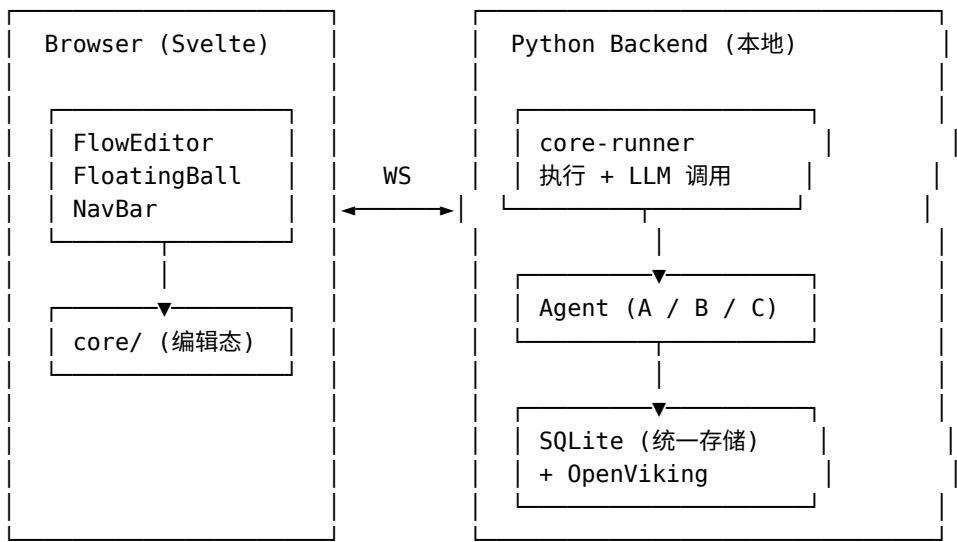 Browser (Svelte)
FlowEditor
FloatingBall
NavBar
core/ (编辑态)
WS
Python Backend (本地)
core-runner
执行 + LLM 调用
Agent (A / B / C)
SQLite (统一存储)
+ OpenViking